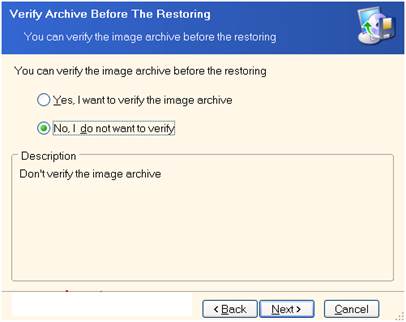 Verify Archive Before The Restoring
You can verify the image archive before the restoring
You can verify the image archive before the restoring
Yes, I want to verify the image archive
No, I do not want to verify
Description
Don't verify the image archive
< Back
Next >
Cancel